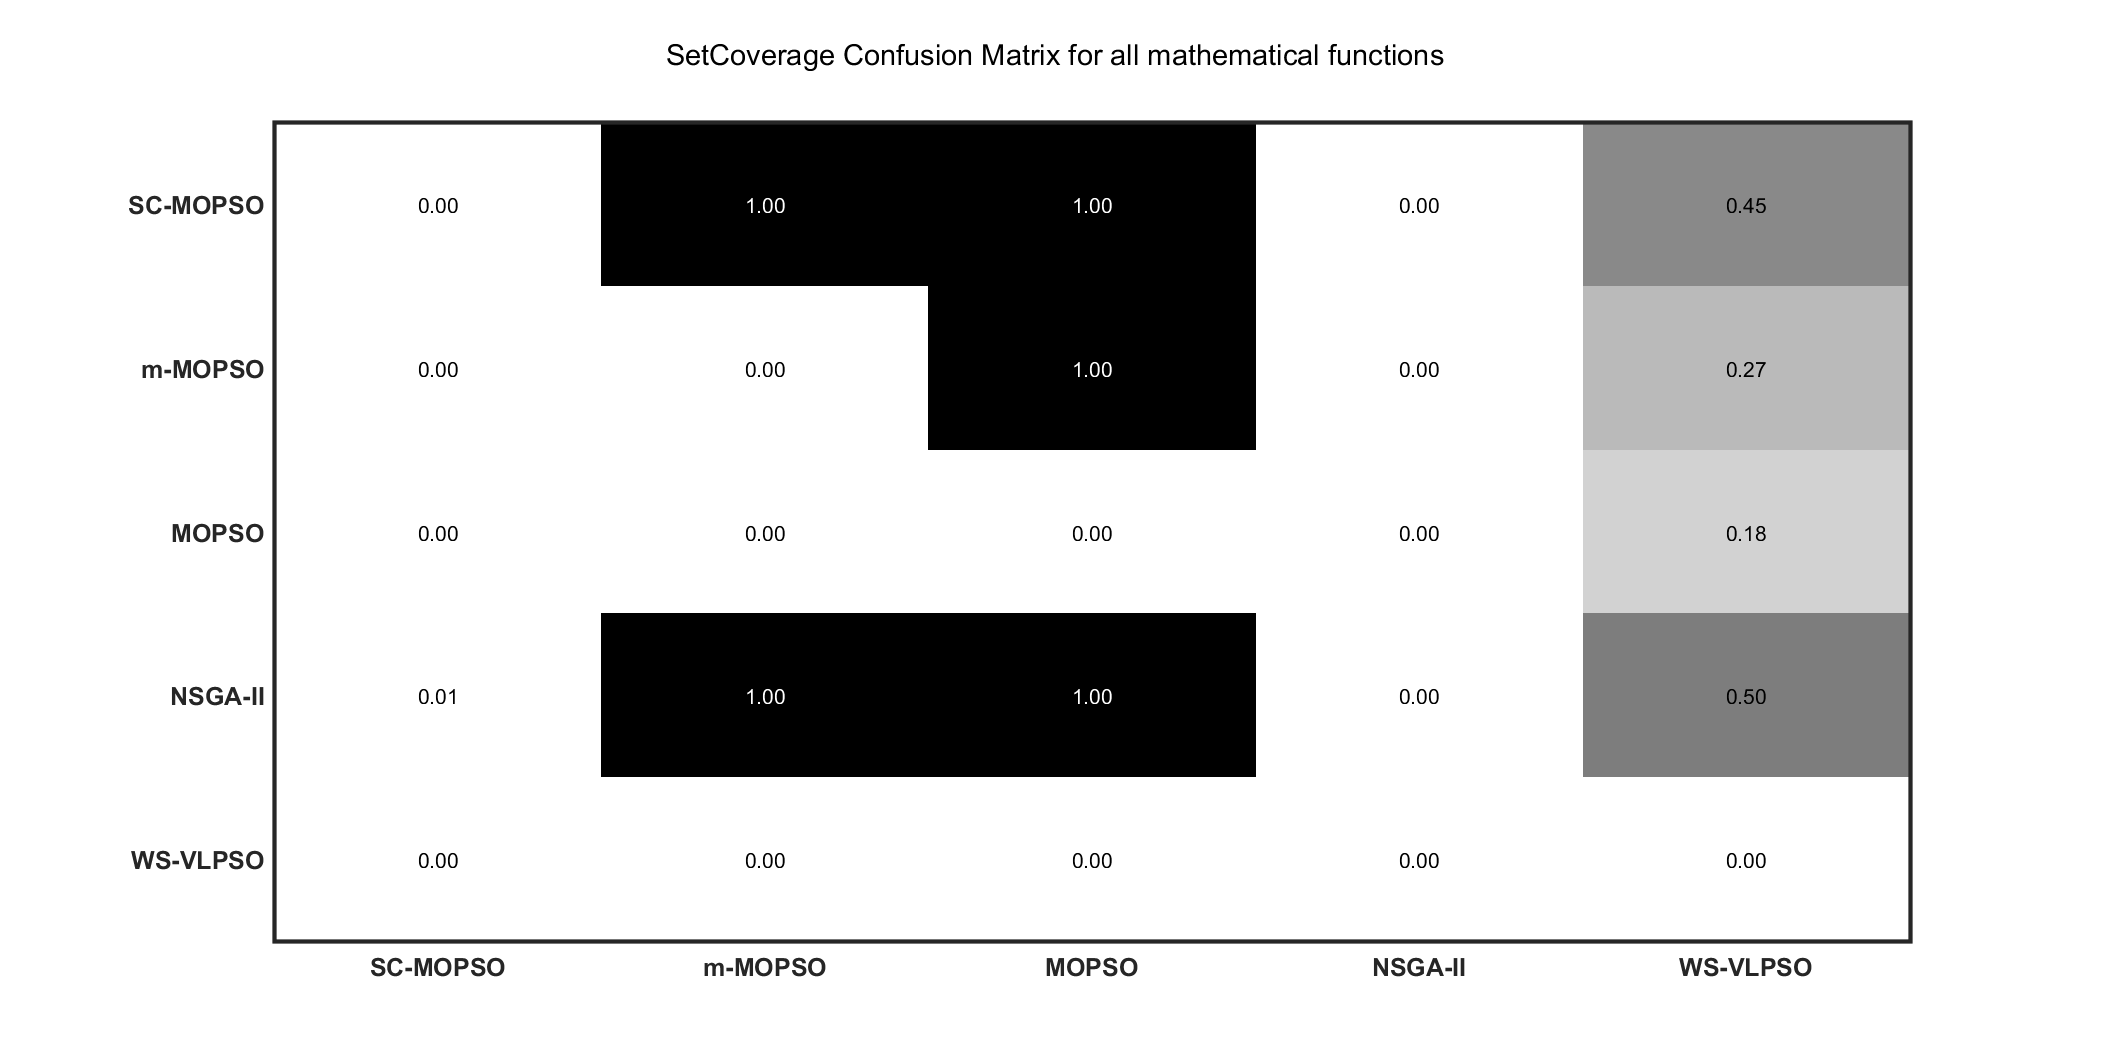 SetCoverage Confusion Matrix for all mathematical functions
SC-MOPSO 0.00 1.00 1.00 0.00 0.45
m-MOPSO 0.00 0.00 1.00 0.00 0.27
MOPSO 0.00 0.00 0.00 0.00 0.18
NSGA-II 0.01 1.00 1.00 0.00 0.50
WS-VLPSO 0.00 0.00 0.00 0.00 0.00
SC-MOPSO m-MOPSO MOPSO NSGA-II WS-VLPSO